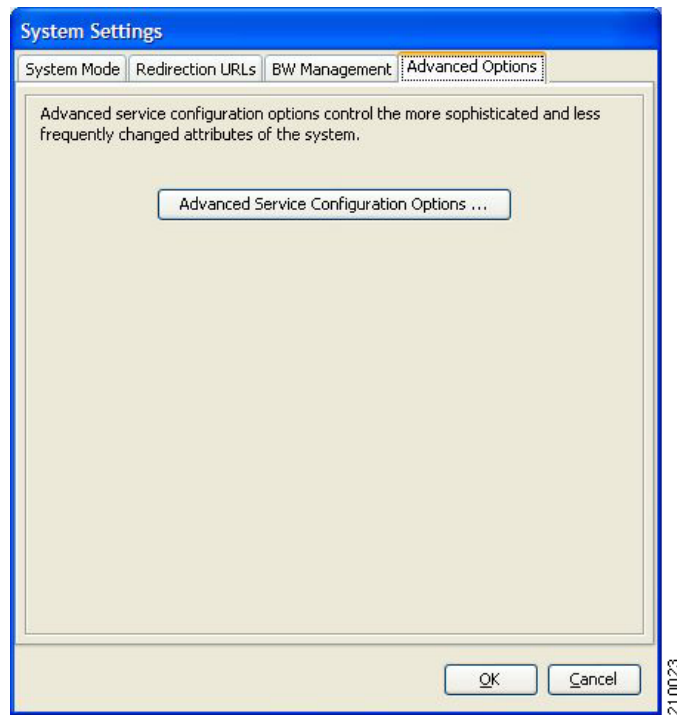 System Settings
System Mode Redirection URLs BW Management Advanced Options
Advanced service configuration options control the more sophisticated and less
frequently changed attributes of the system.
Advanced Service Configuration Options ...
OK Cancel
210023